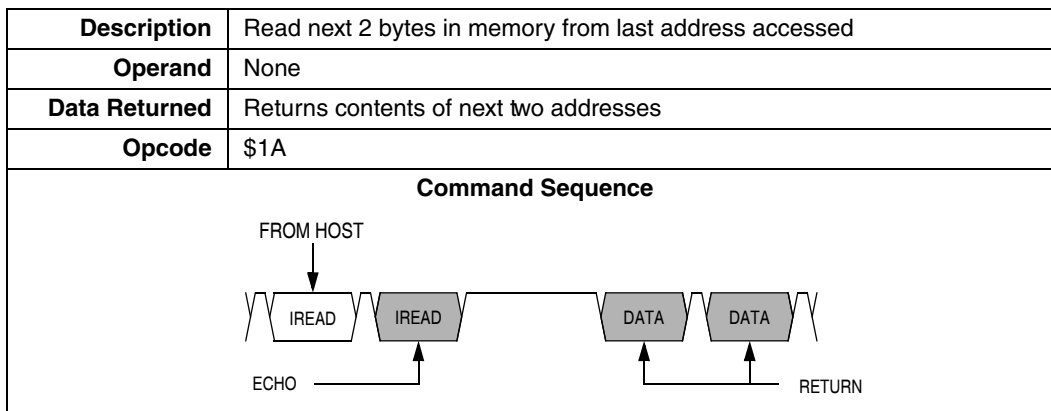 Description Read next 2 bytes in memory from last address accessed
Operand None
Data Returned Returns contents of next two addresses
Opcode $1A
Command Sequence
FROM HOST
IREAD IREAD DATA DATA
ECHO RETURN